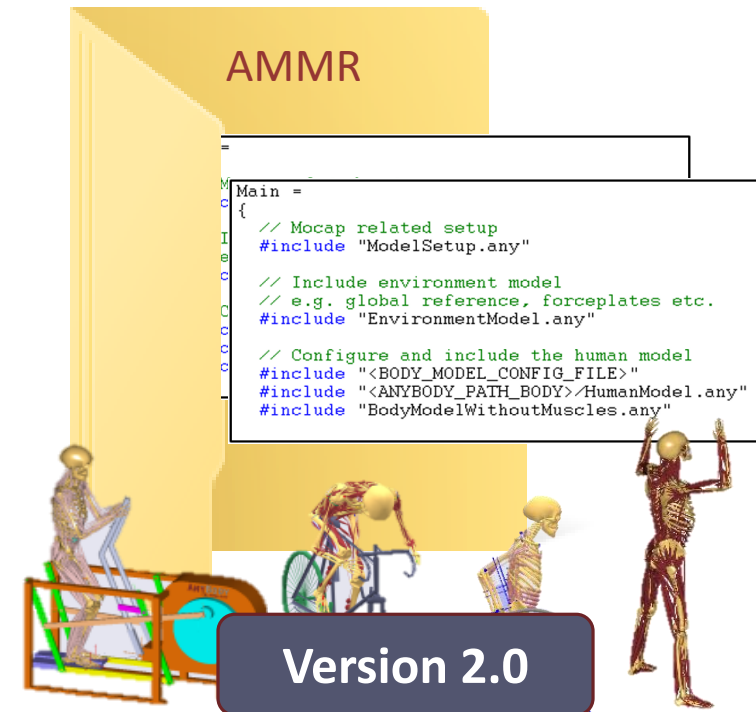 AMMR
=
Main =
{
// Mocap related setup
#include "ModelSetup.any"
// Include environment model
// e.g. global reference, forceplates etc.
#include "EnvironmentModel.any"
// Configure and include the human model
#include "<BODY_MODEL_CONFIG_FILE>"
#include "<ANYBODY_PATH_BODY>/HumanModel.any"
#include "BodyModelWithoutMuscles.any"
Version 2.0